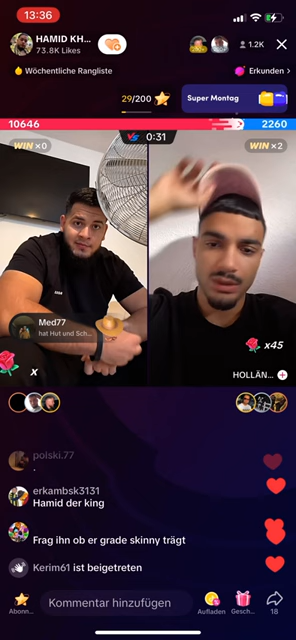 13:36
HAMID KH...
73.8K Likes
1.2K
Wöchentliche Rangliste
Erkunden >
29/200
Super Montag
10646
2260
WIN ×0
VS 0:31
WIN ×2
Med77
hat Hut und Sch...
x
x45
HOLLÄN...
polski.77
.
erkambsk3131
Hamid der king
Frag ihn ob er grade skinny trägt
Kerim61 ist beigetreten
Kommentar hinzufügen
Abonn...
Aufladen
Gesch...
18